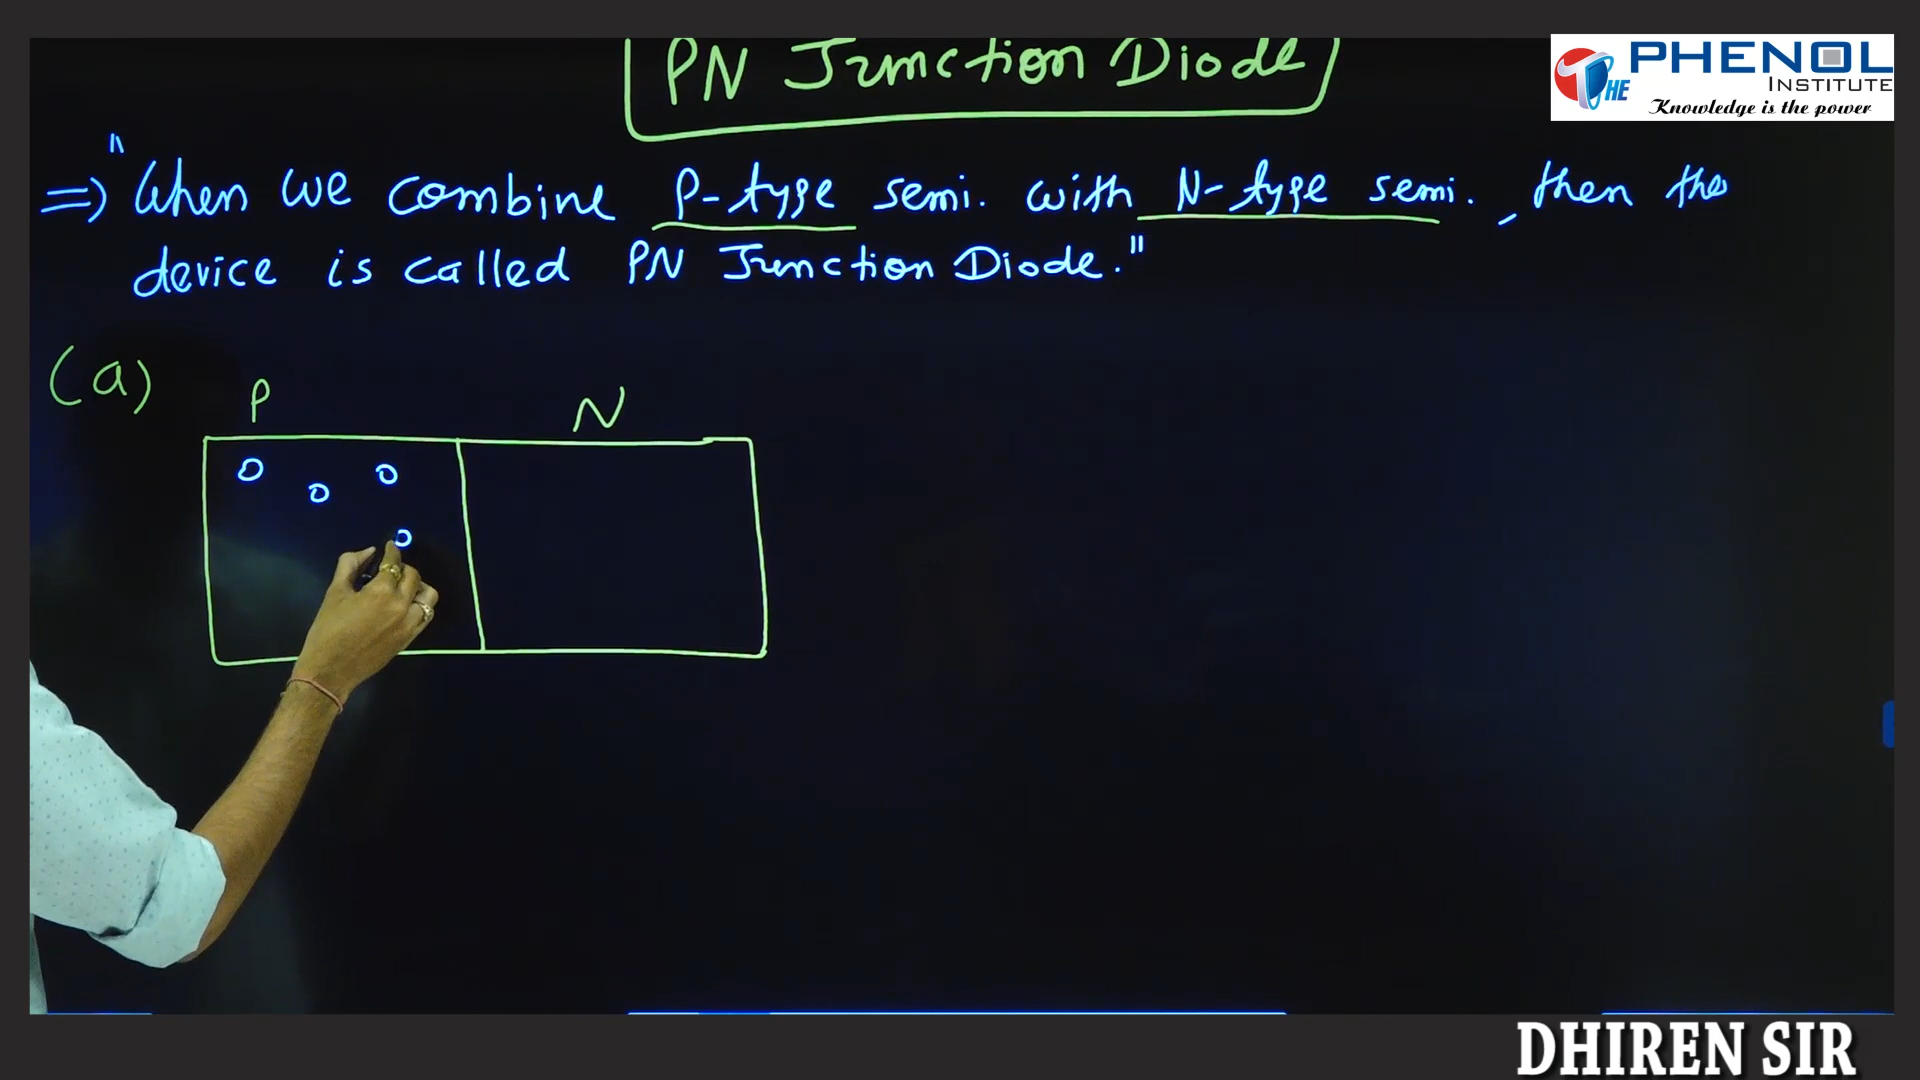 PN Junction Diode
THE PHENOL
INSTITUTE
Knowledge is the power
⇒ "When we combine P-type semi. with N-type semi., then the
device is called PN Junction Diode."
(a)
P N
DHIREN SIR